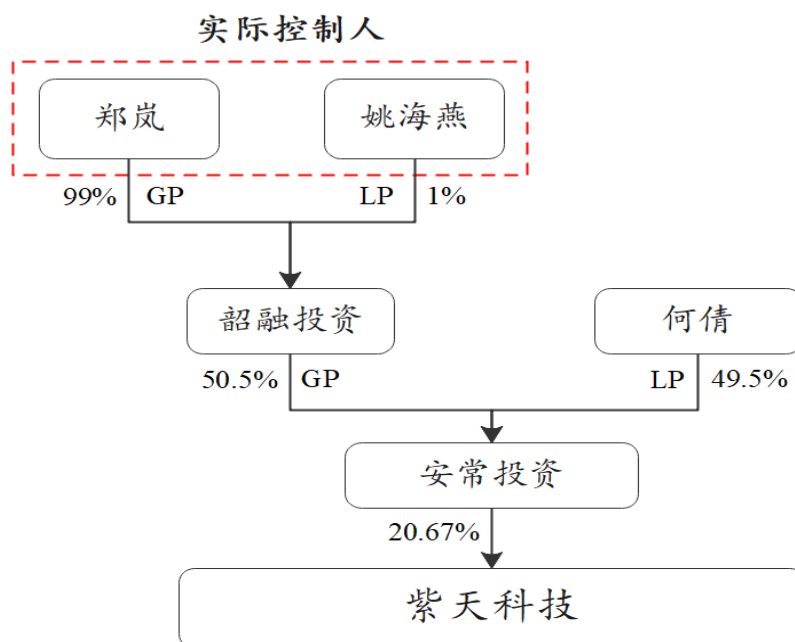 实际控制人
郑岚 姚海燕
99% GP LP 1%
韶融投资 何倩
50.5% GP LP 49.5%
安常投资
20.67%
紫天科技